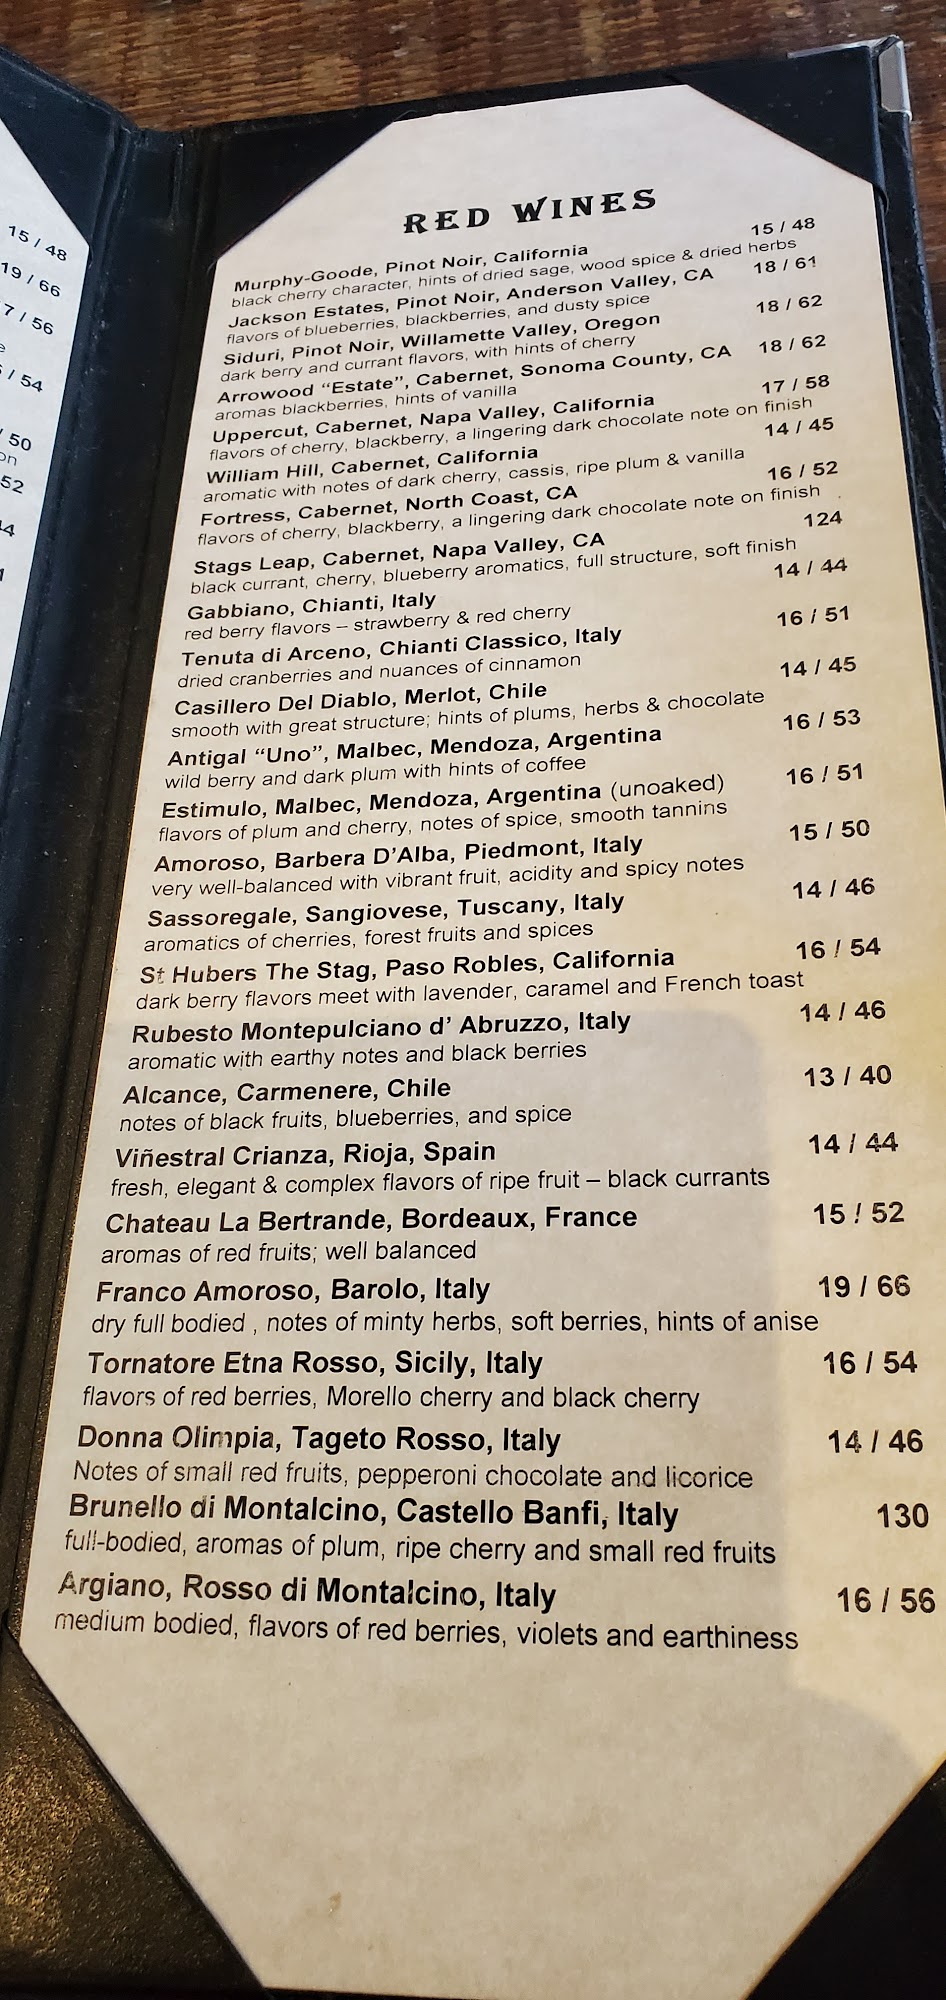 15 / 48
19 / 66
7 / 56
/ 54
/ 50
on
52
44
RED WINES
Murphy-Goode, Pinot Noir, California 15 / 48
black cherry character, hints of dried sage, wood spice & dried herbs
Jackson Estates, Pinot Noir, Anderson Valley, CA 18 / 61
flavors of blueberries, blackberries, and dusty spice
Siduri, Pinot Noir, Willamette Valley, Oregon 18 / 62
dark berry and currant flavors, with hints of cherry
Arrowood “Estate”, Cabernet, Sonoma County, CA 18 / 62
aromas blackberries, hints of vanilla
Uppercut, Cabernet, Napa Valley, California 17 / 58
flavors of cherry, blackberry, a lingering dark chocolate note on finish
William Hill, Cabernet, California 14 / 45
aromatic with notes of dark cherry, cassis, ripe plum & vanilla
Fortress, Cabernet, North Coast, CA 16 / 52
flavors of cherry, blackberry, a lingering dark chocolate note on finish
Stags Leap, Cabernet, Napa Valley, CA 124
black currant, cherry, blueberry aromatics, full structure, soft finish
Gabbiano, Chianti, Italy 14 / 44
red berry flavors – strawberry & red cherry
Tenuta di Arceno, Chianti Classico, Italy 16 / 51
dried cranberries and nuances of cinnamon
Casillero Del Diablo, Merlot, Chile 14 / 45
smooth with great structure; hints of plums, herbs & chocolate
Antigal “Uno”, Malbec, Mendoza, Argentina 16 / 53
wild berry and dark plum with hints of coffee
Estimulo, Malbec, Mendoza, Argentina (unoaked) 16 / 51
flavors of plum and cherry, notes of spice, smooth tannins
Amoroso, Barbera D’Alba, Piedmont, Italy 15 / 50
very well-balanced with vibrant fruit, acidity and spicy notes
Sassoregale, Sangiovese, Tuscany, Italy 14 / 46
aromatics of cherries, forest fruits and spices
St Hubers The Stag, Paso Robles, California 16 / 54
dark berry flavors meet with lavender, caramel and French toast
Rubesto Montepulciano d’ Abruzzo, Italy 14 / 46
aromatic with earthy notes and black berries
Alcance, Carmenere, Chile 13 / 40
notes of black fruits, blueberries, and spice
Viñestral Crianza, Rioja, Spain 14 / 44
fresh, elegant & complex flavors of ripe fruit – black currants
Chateau La Bertrande, Bordeaux, France 15 / 52
aromas of red fruits; well balanced
Franco Amoroso, Barolo, Italy 19 / 66
dry full bodied , notes of minty herbs, soft berries, hints of anise
Tornatore Etna Rosso, Sicily, Italy 16 / 54
flavors of red berries, Morello cherry and black cherry
Donna Olimpia, Tageto Rosso, Italy 14 / 46
Notes of small red fruits, pepperoni chocolate and licorice
Brunello di Montalcino, Castello Banfi, Italy 130
full-bodied, aromas of plum, ripe cherry and small red fruits
Argiano, Rosso di Montalcino, Italy 16 / 56
medium bodied, flavors of red berries, violets and earthiness